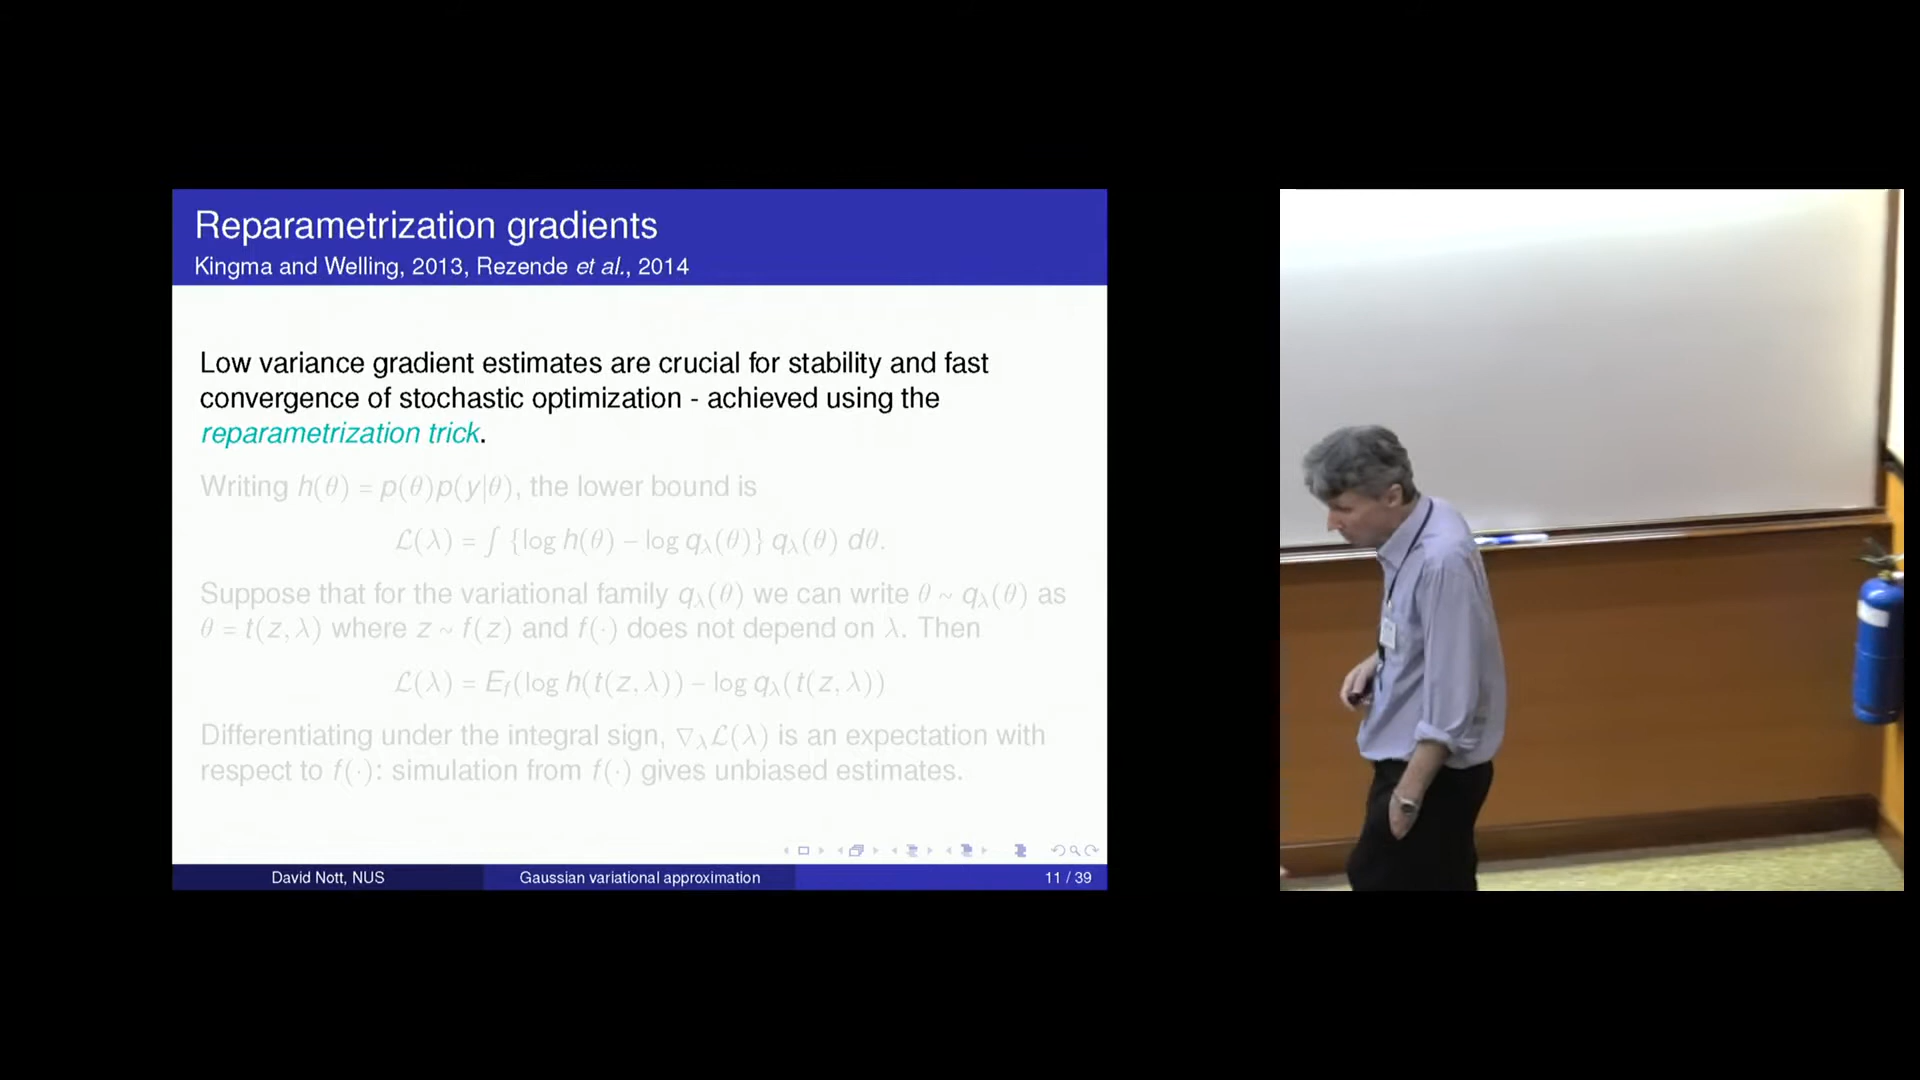 Reparametrization gradients
Kingma and Welling, 2013, Rezende et al., 2014
Low variance gradient estimates are crucial for stability and fast
convergence of stochastic optimization - achieved using the
reparametrization trick.
Writing h(θ) = p(θ)p(y|θ), the lower bound is
ℒ(λ) = ∫ {log h(θ) − log q_λ(θ)} q_λ(θ) dθ.
Suppose that for the variational family q_λ(θ) we can write θ ~ q_λ(θ) as
θ = t(z, λ) where z ~ f(z) and f(·) does not depend on λ. Then
ℒ(λ) = E_f(log h(t(z, λ)) − log q_λ(t(z, λ))
Differentiating under the integral sign, ∇_λℒ(λ) is an expectation with
respect to f(·): simulation from f(·) gives unbiased estimates.
David Nott, NUS
Gaussian variational approximation
11 / 39